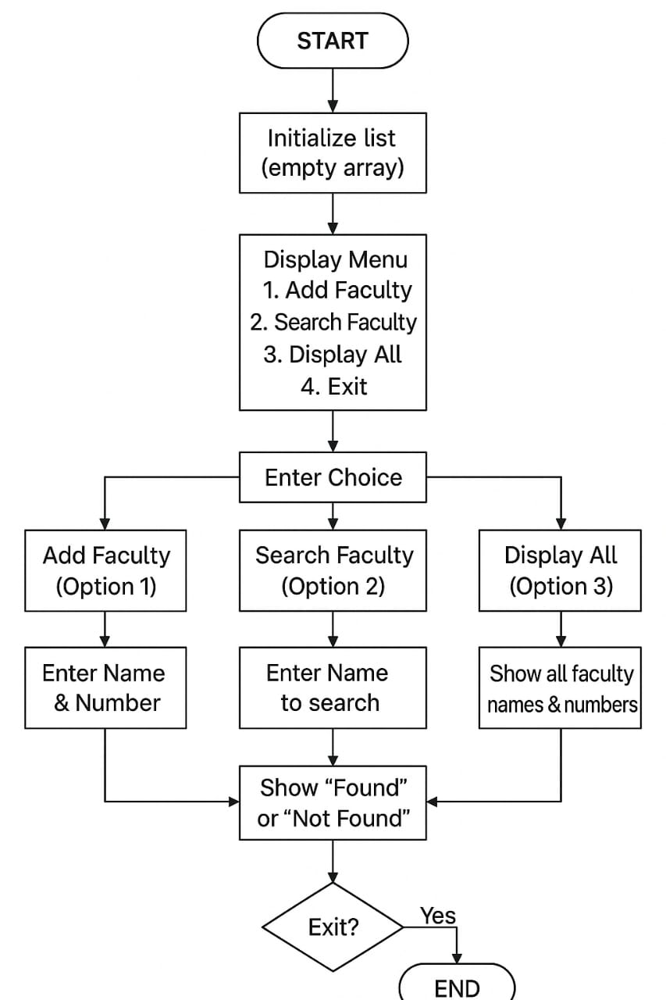 START
Initialize list
(empty array)
Display Menu
1. Add Faculty
2. Search Faculty
3. Display All
4. Exit
Enter Choice
Add Faculty
(Option 1)
Search Faculty
(Option 2)
Display All
(Option 3)
Enter Name
& Number
Enter Name
to search
Show all faculty
names & numbers
Show “Found”
or “Not Found”
Exit?
Yes
END